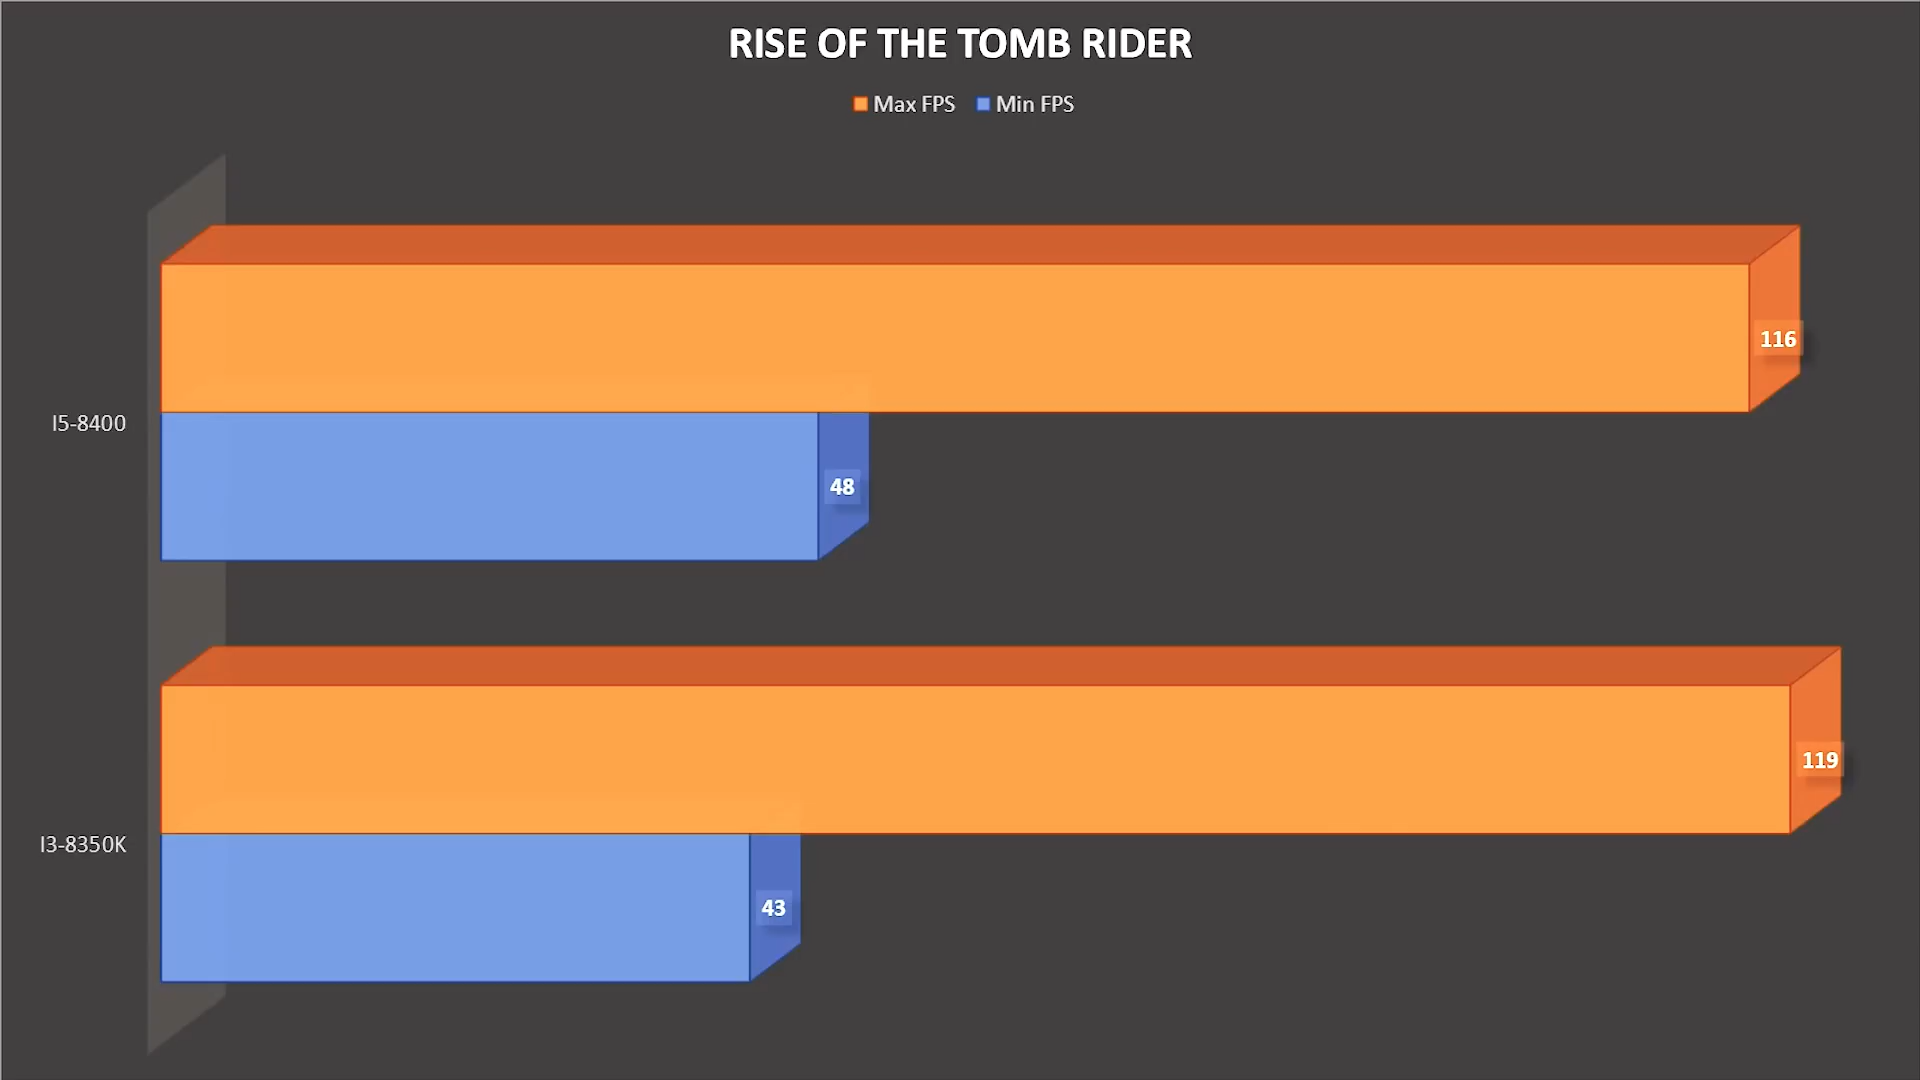 RISE OF THE TOMB RIDER
Max FPS Min FPS
116
I5-8400
48
119
I3-8350K
43